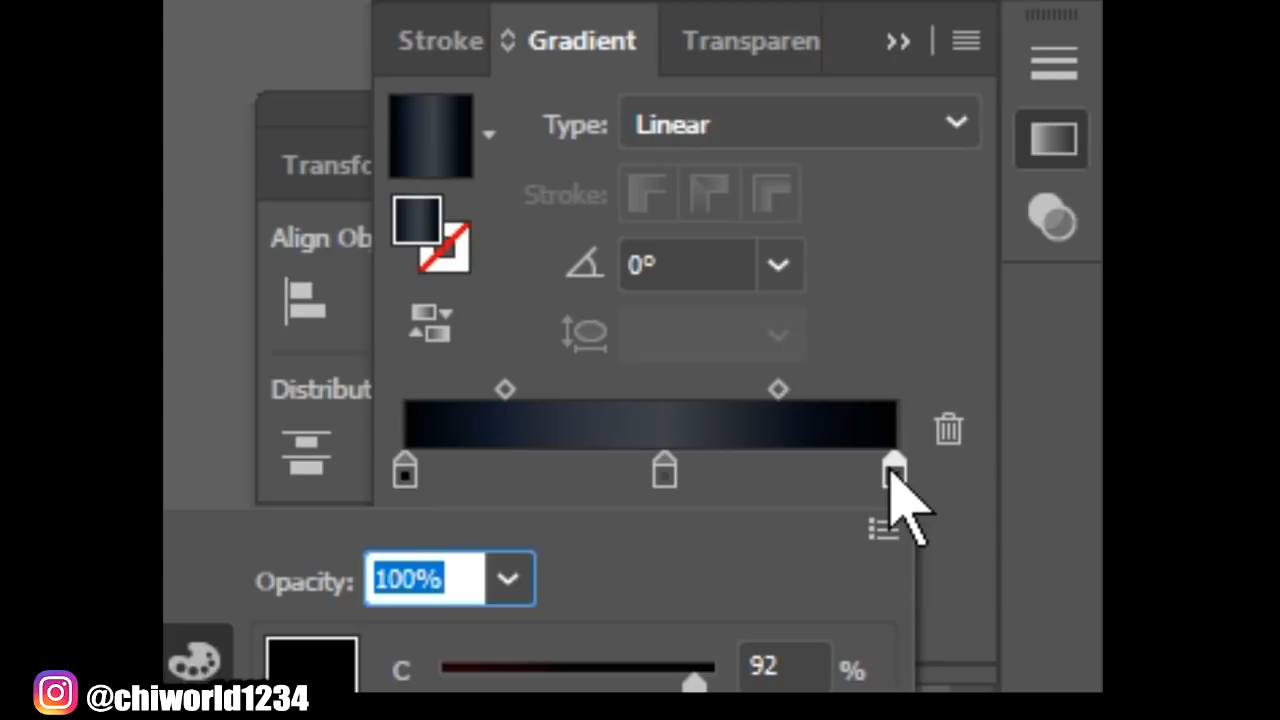 Stroke Gradient Transparen
Type: Linear
Transfo
Stroke:
Align Ob
0°
Distribut
Opacity: 100%
C 92 %
@chiworld1234